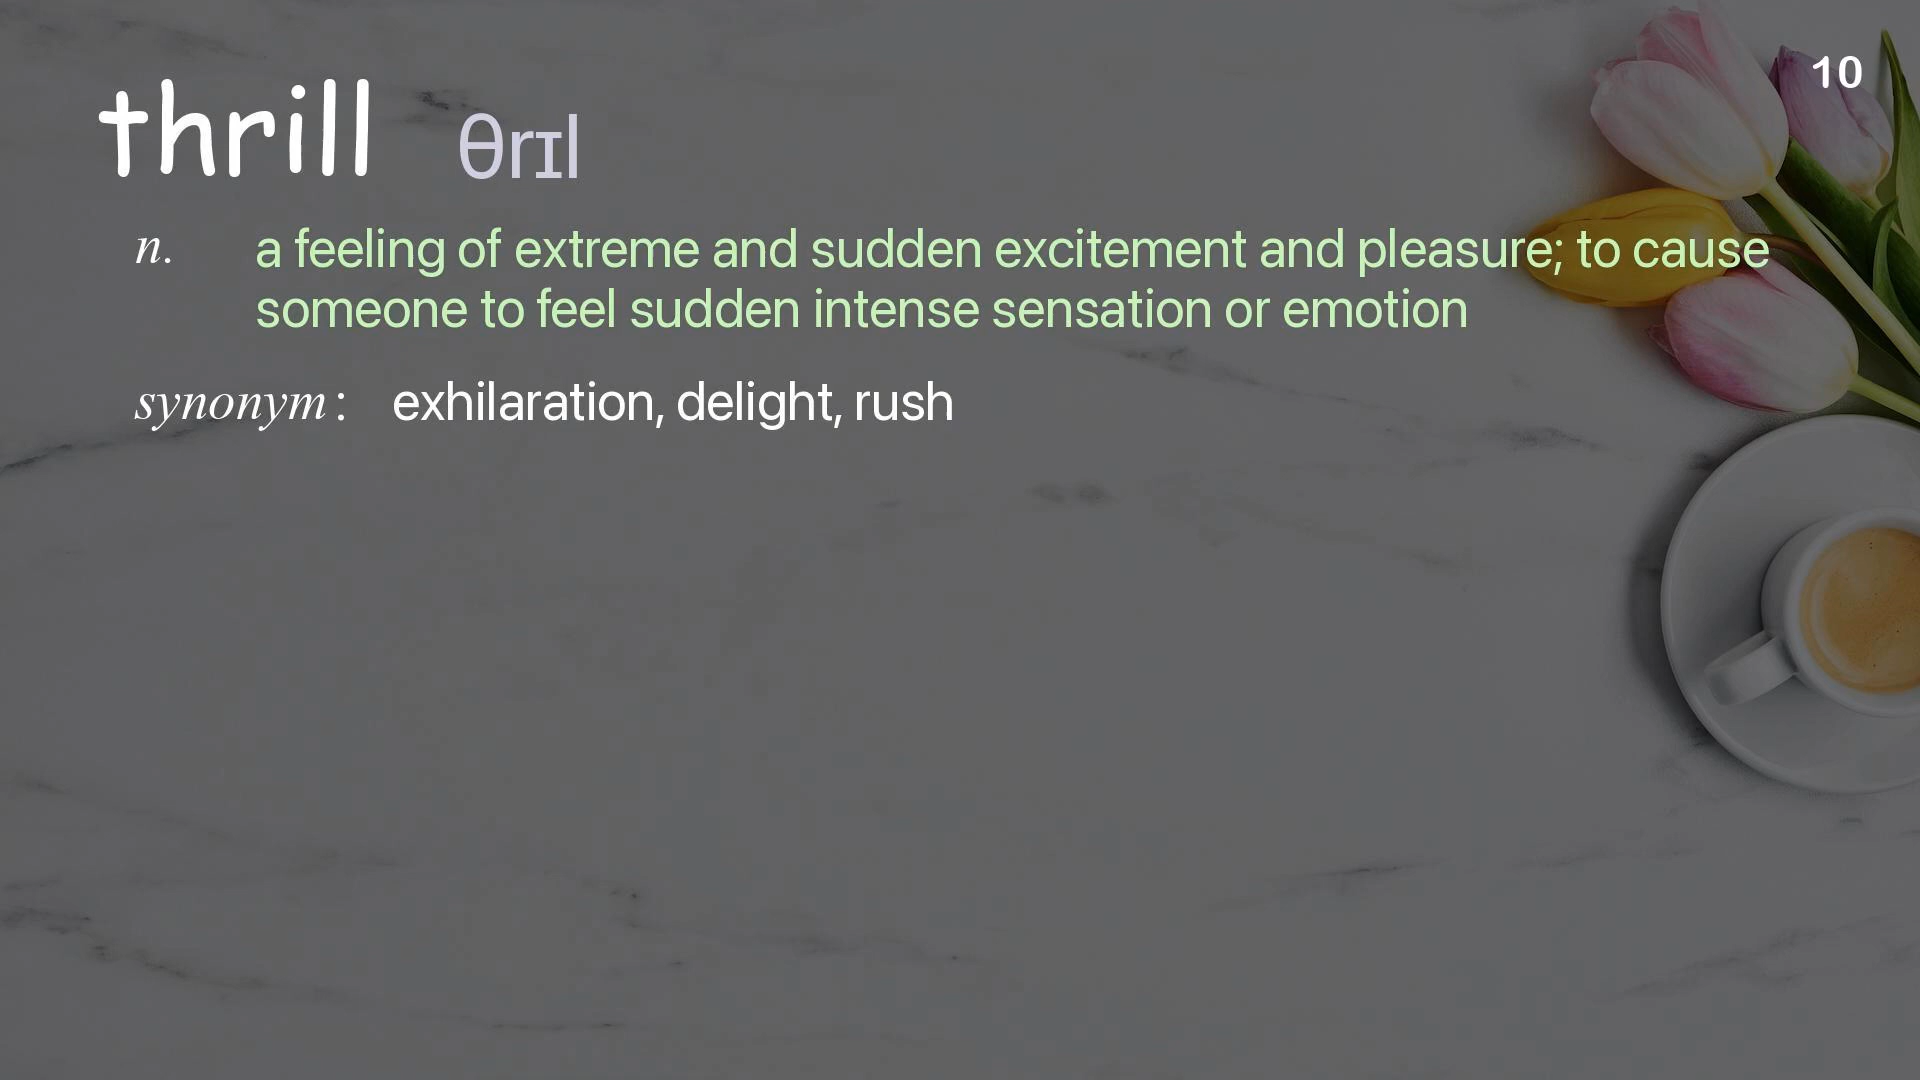 10
thrill θrɪl
n. a feeling of extreme and sudden excitement and pleasure; to cause
someone to feel sudden intense sensation or emotion
synonym: exhilaration, delight, rush